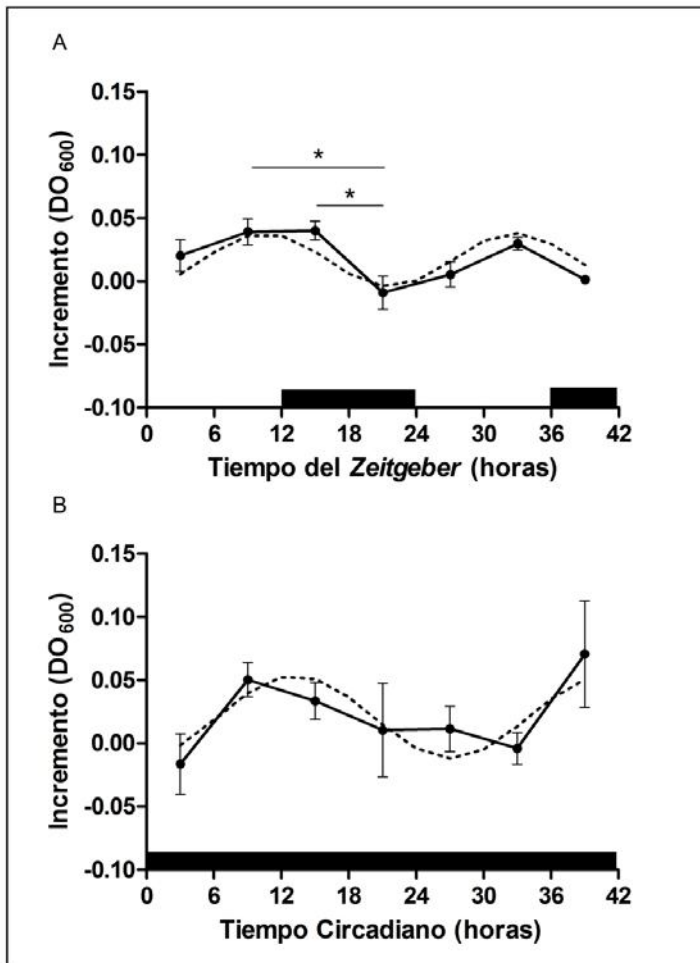 A
Incremento (DO600)
0.15
0.10
0.05
0.00
-0.05
-0.10
*
*
0 6 12 18 24 30 36 42
Tiempo del Zeitgeber (horas)
B
Incremento (DO600)
0.15
0.10
0.05
0.00
-0.05
-0.10
0 6 12 18 24 30 36 42
Tiempo Circadiano (horas)